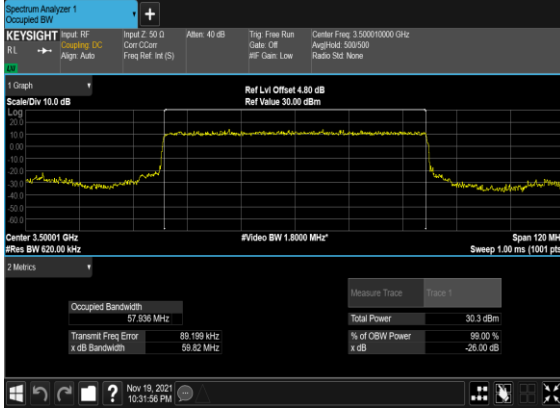 Spectrum Analyzer 1
Occupied BW
+
KEYSIGHT Input: RF Input Z: 50 Ω Atten: 40 dB Trig: Free Run Center Freq: 3.500010000 GHz
RL Coupling: DC Corr CCorr Gate: Off Avg|Hold: 500/500
Align: Auto Freq Ref: Int (S) #IF Gain: Low Radio Std: None
LV
1 Graph Ref Lvl Offset 4.80 dB
Scale/Div 10.0 dB Ref Value 30.00 dBm
Log
20.0
10.0
0.00
-10.0
-20.0
-30.0
-40.0
-50.0
-60.0
Center 3.50001 GHz #Video BW 1.8000 MHz* Span 120 MH
#Res BW 620.00 kHz Sweep 1.00 ms (1001 pts
2 Metrics
Measure Trace Trace 1
Occupied Bandwidth
57.936 MHz Total Power 30.3 dBm
Transmit Freq Error 89.199 kHz % of OBW Power 99.00 %
x dB Bandwidth 59.82 MHz x dB -26.00 dB
? Nov 19, 2021
10:31:56 PM